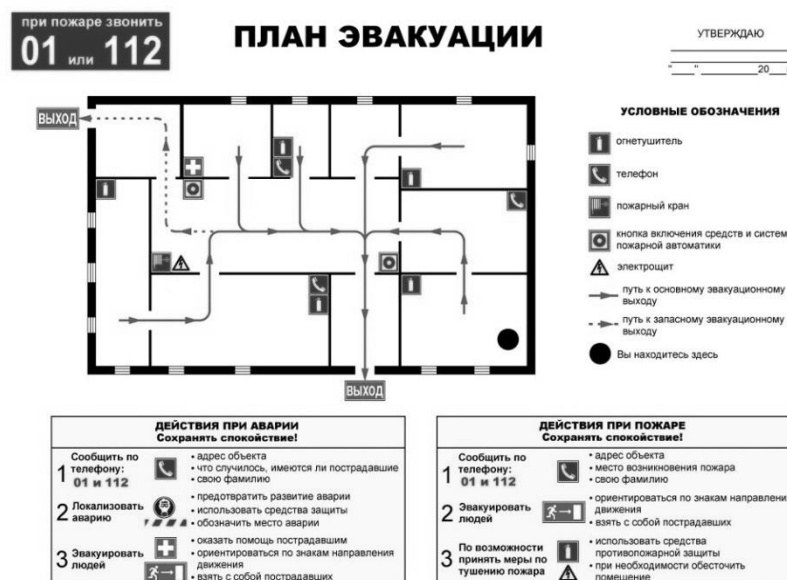 при пожаре звонить
01 или 112
ПЛАН ЭВАКУАЦИИ
УТВЕРЖДАЮ
"___" ________20__
ВЫХОД
ВЫХОД
УСЛОВНЫЕ ОБОЗНАЧЕНИЯ
огнетушитель
телефон
пожарный кран
кнопка включения средств и систем
пожарной автоматики
электрощит
путь к основному эвакуационному
выходу
путь к запасному эвакуационному
выходу
Вы находитесь здесь
ДЕЙСТВИЯ ПРИ АВАРИИ
Сохранять спокойствие!
1 Сообщить по телефону: 01 и 112
• адрес объекта
• что случилось, имеются ли пострадавшие
• свою фамилию
2 Локализовать аварию
• предотвратить развитие аварии
• использовать средства защиты
• обозначить место аварии
3 Эвакуировать людей
• оказать помощь пострадавшим
• ориентироваться по знакам направления
движения
• взять с собой пострадавших
ДЕЙСТВИЯ ПРИ ПОЖАРЕ
Сохранять спокойствие!
1 Сообщить по телефону: 01 и 112
• адрес объекта
• место возникновения пожара
• свою фамилию
2 Эвакуировать людей
• ориентироваться по знакам направлени
движения
• взять с собой пострадавших
3 По возможности принять меры по тушению пожара
• использовать средства
противопожарной защиты
• при необходимости обесточить
помещение